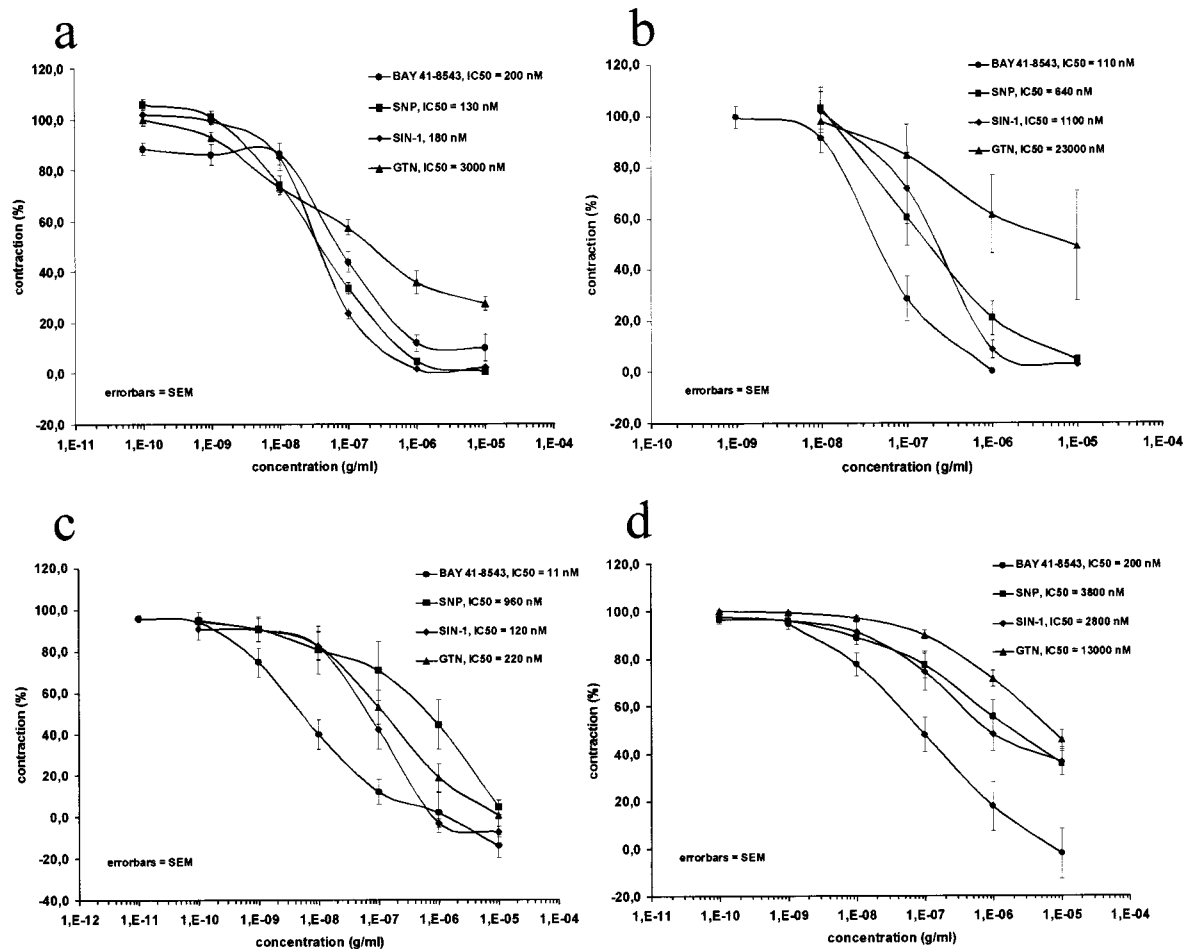 a
120,0
100,0
80,0
60,0
40,0
20,0
0,0
-20,0
contraction (%)
BAY 41-8543, IC50 = 200 nM
SNP, IC50 = 130 nM
SIN-1, 180 nM
GTN, IC50 = 3000 nM
errorbars = SEM
1,E-11 1,E-10 1,E-09 1,E-08 1,E-07 1,E-06 1,E-05 1,E-04
concentration (g/ml)
b
120,0
100,0
80,0
60,0
40,0
20,0
0,0
-20,0
contraction (%)
BAY 41-8543, IC50 = 110 nM
SNP, IC50 = 640 nM
SIN-1, IC50 = 1100 nM
GTN, IC50 = 23000 nM
errorbars = SEM
1,E-10 1,E-09 1,E-08 1,E-07 1,E-06 1,E-05 1,E-04
concentration (g/ml)
c
120,0
100,0
80,0
60,0
40,0
20,0
0,0
-20,0
-40,0
contraction (%)
BAY 41-8543, IC50 = 11 nM
SNP, IC50 = 960 nM
SIN-1, IC50 = 120 nM
GTN, IC50 = 220 nM
errorbars = SEM
1,E-12 1,E-11 1,E-10 1,E-09 1,E-08 1,E-07 1,E-06 1,E-05 1,E-04
concentration (g/ml)
d
120,0
100,0
80,0
60,0
40,0
20,0
0,0
-20,0
contraction (%)
BAY 41-8543, IC50 = 200 nM
SNP, IC50 = 3800 nM
SIN-1, IC50 = 2800 nM
GTN, IC50 = 13000 nM
errorbars = SEM
1,E-11 1,E-10 1,E-09 1,E-08 1,E-07 1,E-06 1,E-05 1,E-04
concentration (g/ml)